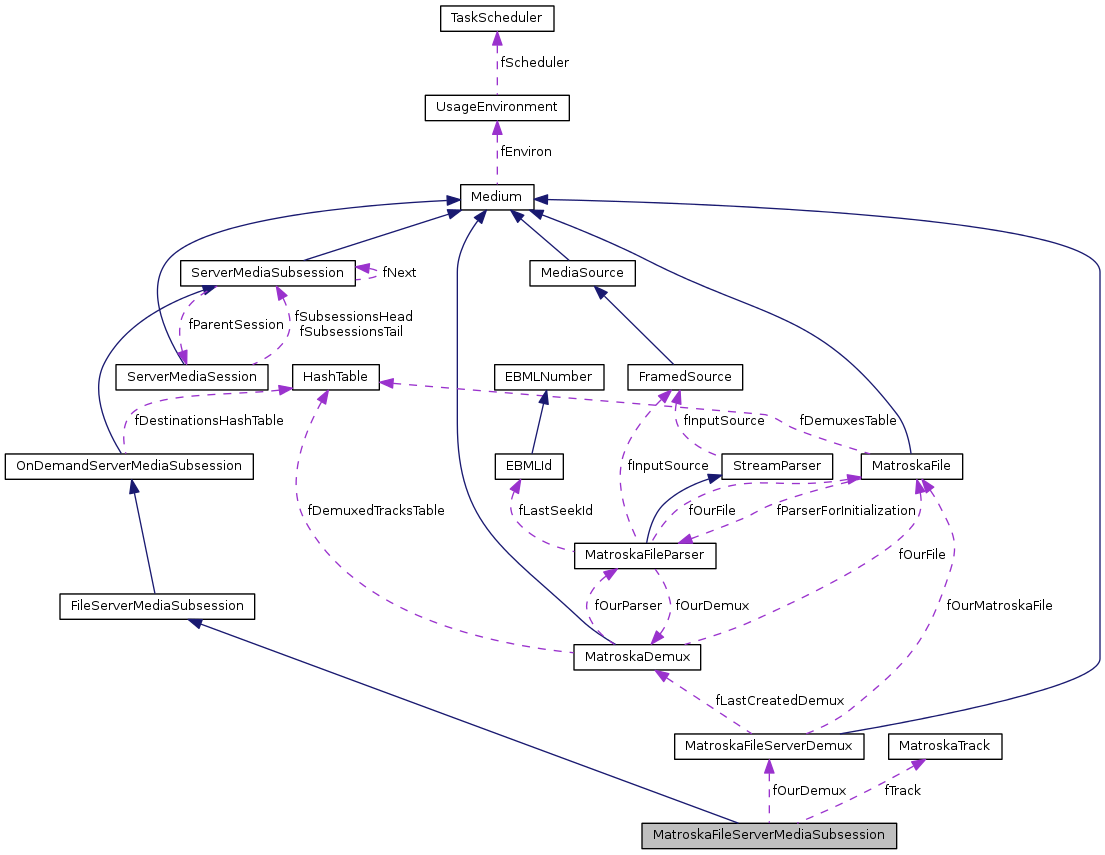 TaskScheduler
fScheduler
UsageEnvironment
fEnviron
Medium
ServerMediaSubsession
fNext
MediaSource
fParentSession
fSubsessionsHead
fSubsessionsTail
ServerMediaSession
HashTable
EBMLNumber
FramedSource
fDestinationsHashTable
fInputSource
fDemuxesTable
OnDemandServerMediaSubsession
EBMLId
fInputSource
StreamParser
MatroskaFile
fDemuxedTracksTable
fLastSeekId
fOurFile
fParserForInitialization
MatroskaFileParser
fOurFile
FileServerMediaSubsession
fOurParser
fOurDemux
fOurMatroskaFile
MatroskaDemux
fLastCreatedDemux
MatroskaFileServerDemux
MatroskaTrack
fOurDemux
fTrack
MatroskaFileServerMediaSubsession